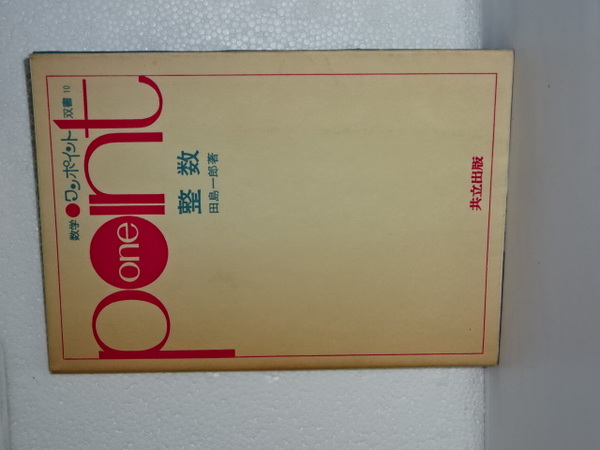 数学●ワンポイント双書 10
point
one
整数
田島一郎著
共立出版